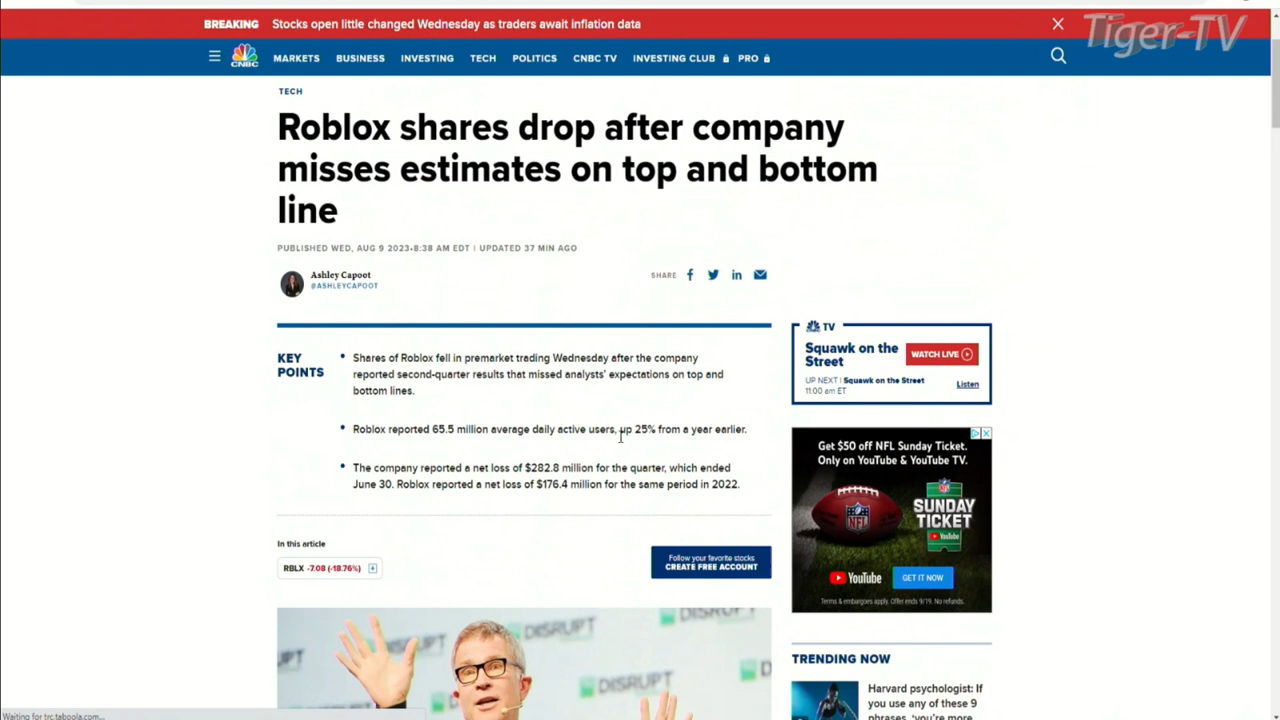 BREAKING Stocks open little changed Wednesday as traders await inflation data
Tiger-TV
CNBC MARKETS BUSINESS INVESTING TECH POLITICS CNBC TV INVESTING CLUB PRO
TECH
Roblox shares drop after company
misses estimates on top and bottom
line
PUBLISHED WED, AUG 9 2023•8:38 AM EDT | UPDATED 37 MIN AGO
Ashley Capoot
@ASHLEYCAPOOT
SHARE
KEY
POINTS
Shares of Roblox fell in premarket trading Wednesday after the company
reported second-quarter results that missed analysts' expectations on top and
bottom lines.
Roblox reported 65.5 million average daily active users, up 25% from a year earlier.
The company reported a net loss of $282.8 million for the quarter, which ended
June 30. Roblox reported a net loss of $176.4 million for the same period in 2022.
In this article
RBLX -7.08 (-18.76%)
Follow your favorite stocks
CREATE FREE ACCOUNT
TV
Squawk on the
Street
WATCH LIVE
UP NEXT | Squawk on the Street
11:00 am ET
Listen
Get $50 off NFL Sunday Ticket.
Only on YouTube & YouTube TV.
NFL
SUNDAY
TICKET
YouTube
YouTube
GET IT NOW
Terms & embargoes apply. Offer ends 9/19. No refunds.
DISRUPT
DISRUPT
DISRUPT
TRENDING NOW
Harvard psychologist: If
you use any of these 9
phrases, 'you're more
Waiting for trc.taboola.com...